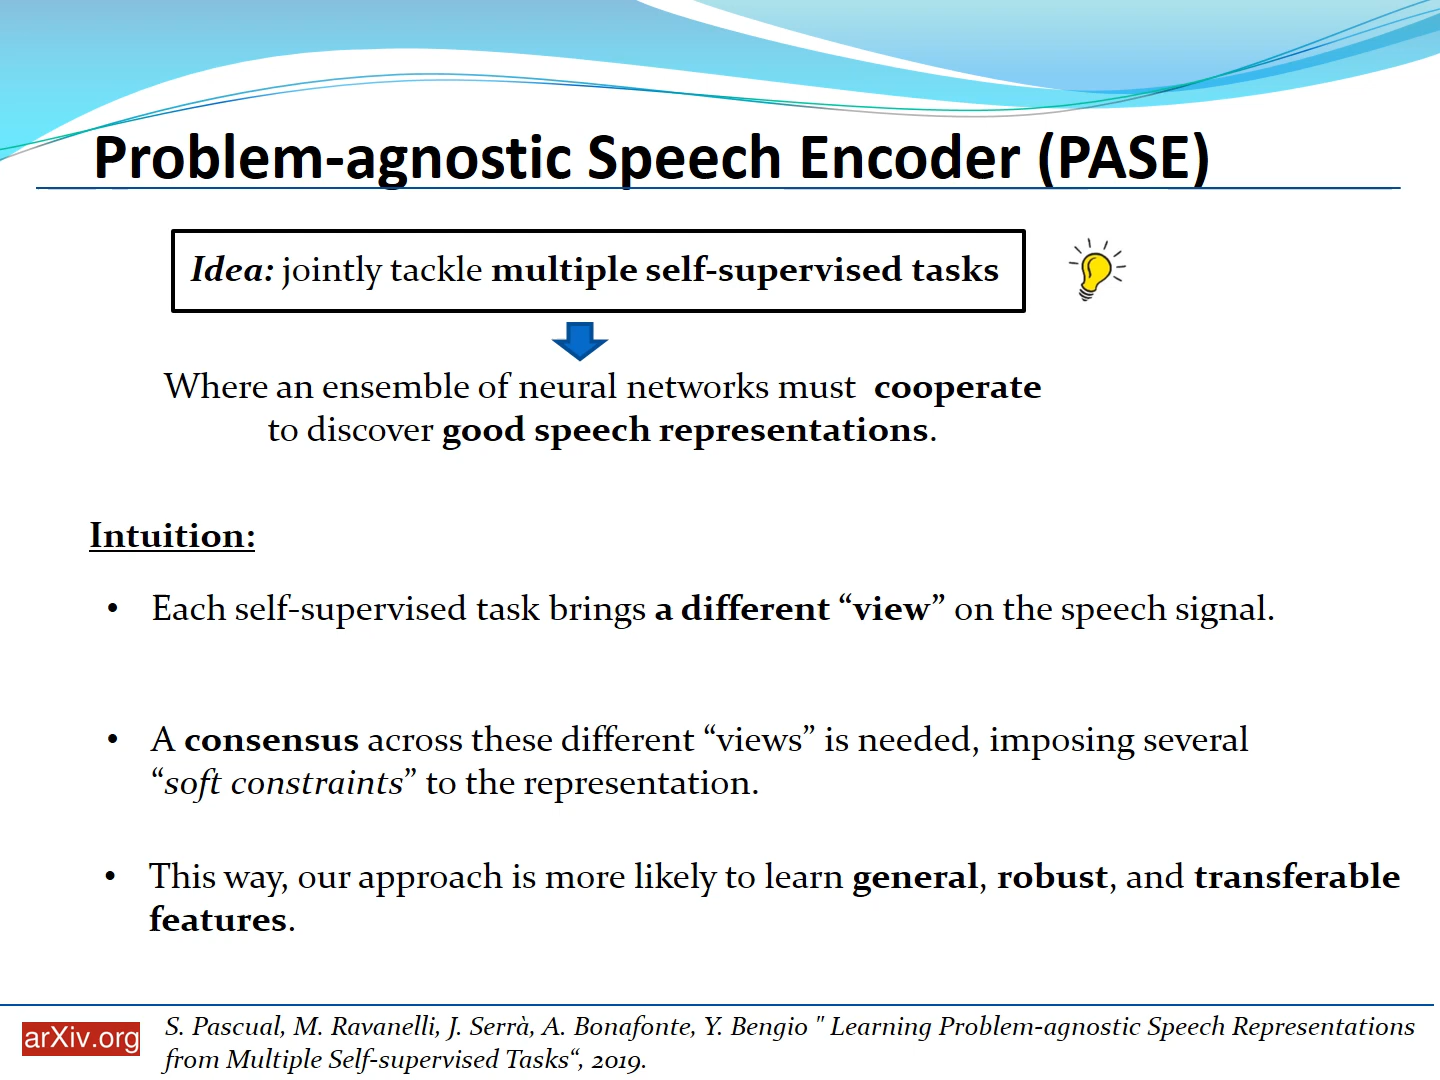 Problem-agnostic Speech Encoder (PASE)
Idea: jointly tackle multiple self-supervised tasks
Where an ensemble of neural networks must cooperate
to discover good speech representations.
Intuition:
• Each self-supervised task brings a different “view” on the speech signal.
• A consensus across these different “views” is needed, imposing several
“soft constraints” to the representation.
• This way, our approach is more likely to learn general, robust, and transferable
features.
arXiv.org
S. Pascual, M. Ravanelli, J. Serrà, A. Bonafonte, Y. Bengio " Learning Problem-agnostic Speech Representations
from Multiple Self-supervised Tasks“, 2019.